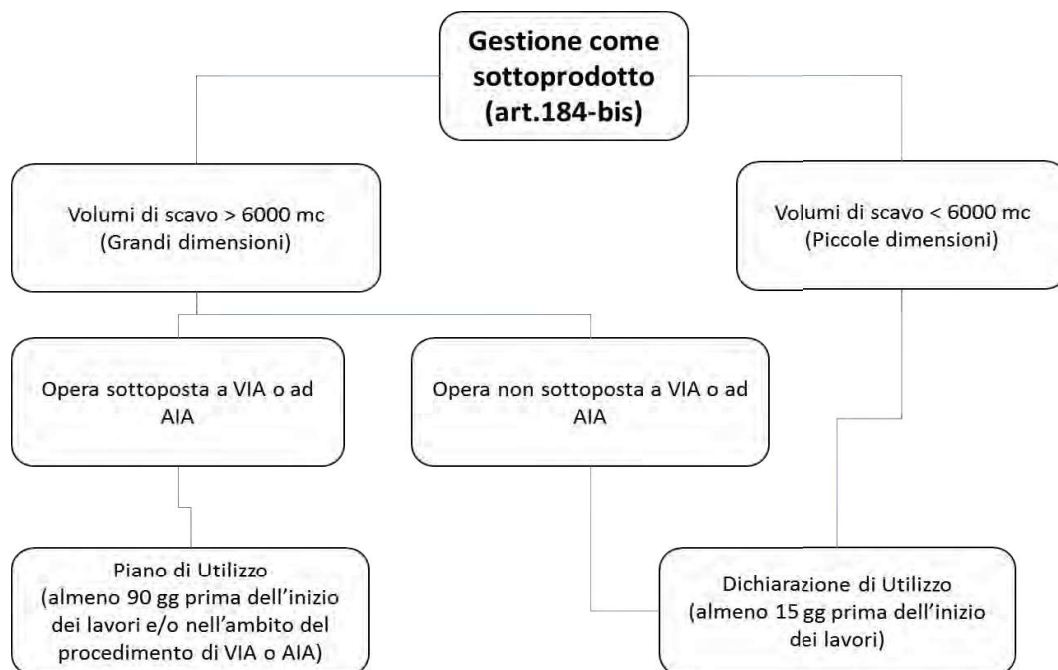 Gestione come
sottoprodotto
(art.184-bis)
Volumi di scavo > 6000 mc
(Grandi dimensioni)
Volumi di scavo < 6000 mc
(Piccole dimensioni)
Opera sottoposta a VIA o ad
AIA
Opera non sottoposta a VIA o ad
AIA
Piano di Utilizzo
(almeno 90 gg prima dell'inizio
dei lavori e/o nell'ambito del
procedimento di VIA o AIA)
Dichiarazione di Utilizzo
(almeno 15 gg prima dell'inizio
dei lavori)